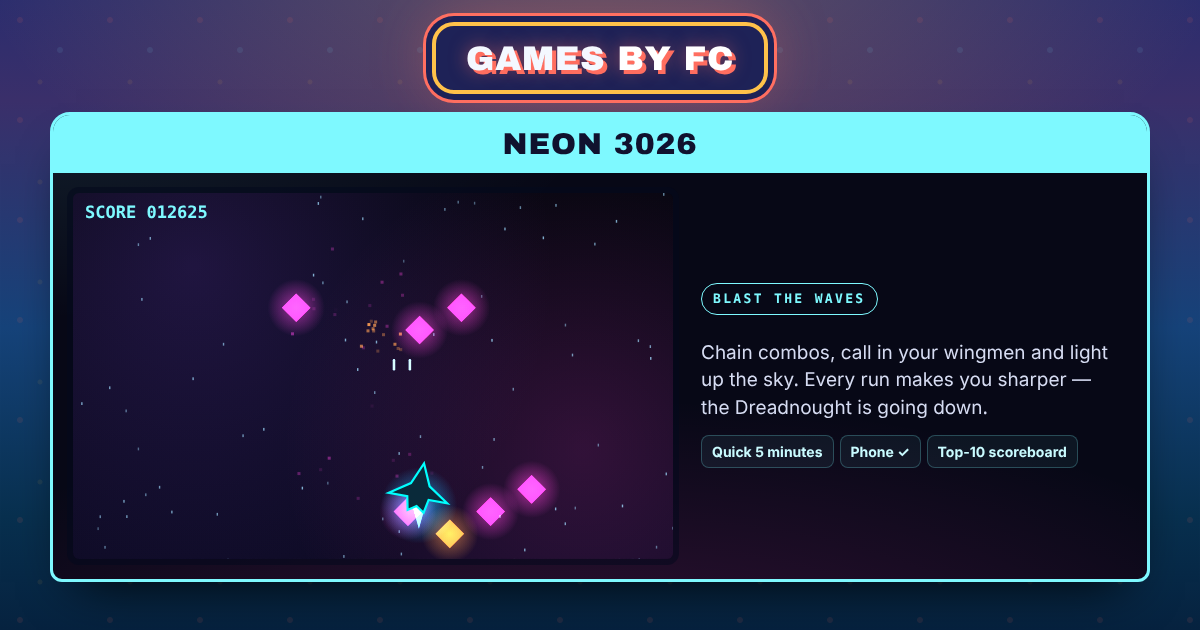 GAMES BY FC
NEON 3026
SCORE 012625
BLAST THE WAVES
Chain combos, call in your wingmen and light
up the sky. Every run makes you sharper —
the Dreadnought is going down.
Quick 5 minutes
Phone ✓
Top-10 scoreboard